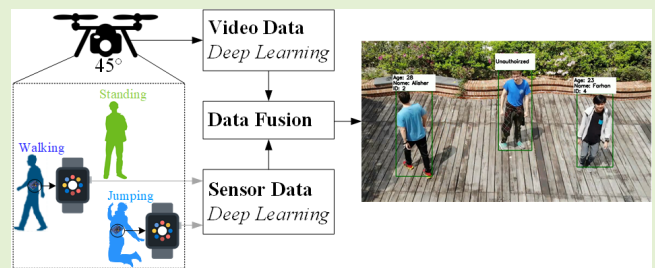 Video Data
Deep Learning
45°
Standing
Data Fusion
Walking
Sensor Data
Jumping
Deep Learning
Unauthoirzed
Age: 28
Name: Alisher
ID: 2
Age: 23
Name: Farhan
ID: 4